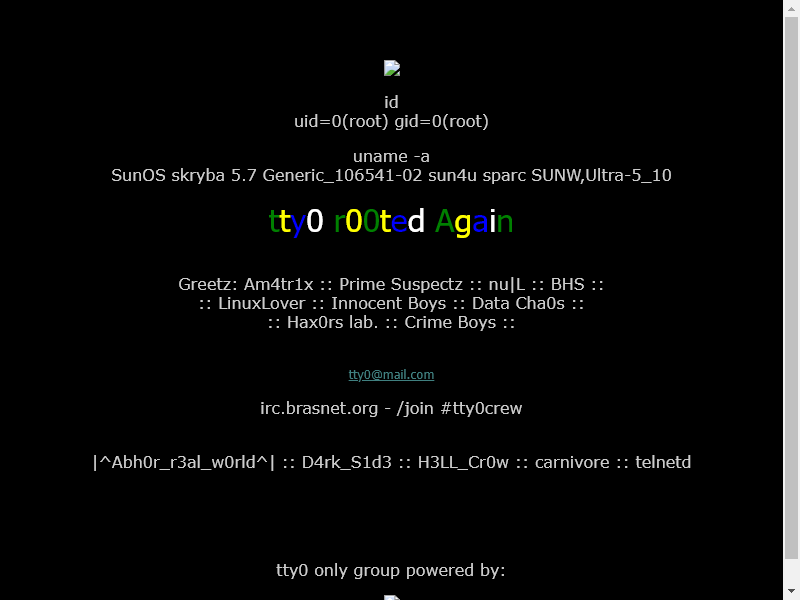 id
uid=0(root) gid=0(root)
uname -a
SunOS skryba 5.7 Generic_106541-02 sun4u sparc SUNW,Ultra-5_10
tty0 r00ted Again
Greetz: Am4tr1x :: Prime Suspectz :: nu|L :: BHS ::
:: LinuxLover :: Innocent Boys :: Data Cha0s ::
:: Hax0rs lab. :: Crime Boys ::
tty0@mail.com
irc.brasnet.org - /join #tty0crew
|^Abh0r_r3al_w0rld^| :: D4rk_S1d3 :: H3LL_Cr0w :: carnivore :: telnetd
tty0 only group powered by: